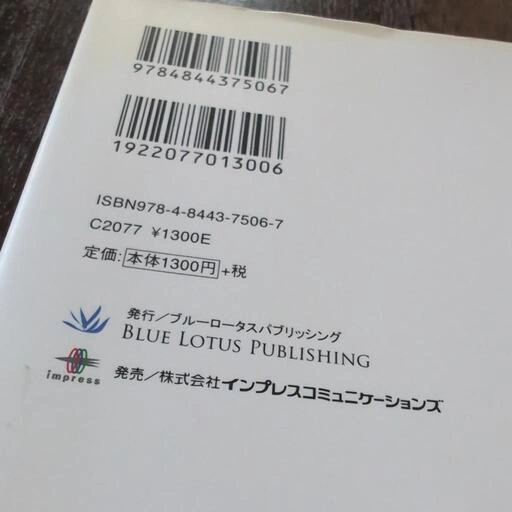 9784844375067
1922077013006
ISBN978-4-8443-7506-7
C2077 ¥1300E
定価:本体1300円+税
発行/ブルーロータスパブリッシング
BLUE LOTUS PUBLISHING
impress
発売/株式会社インプレスコミュニケーションズ